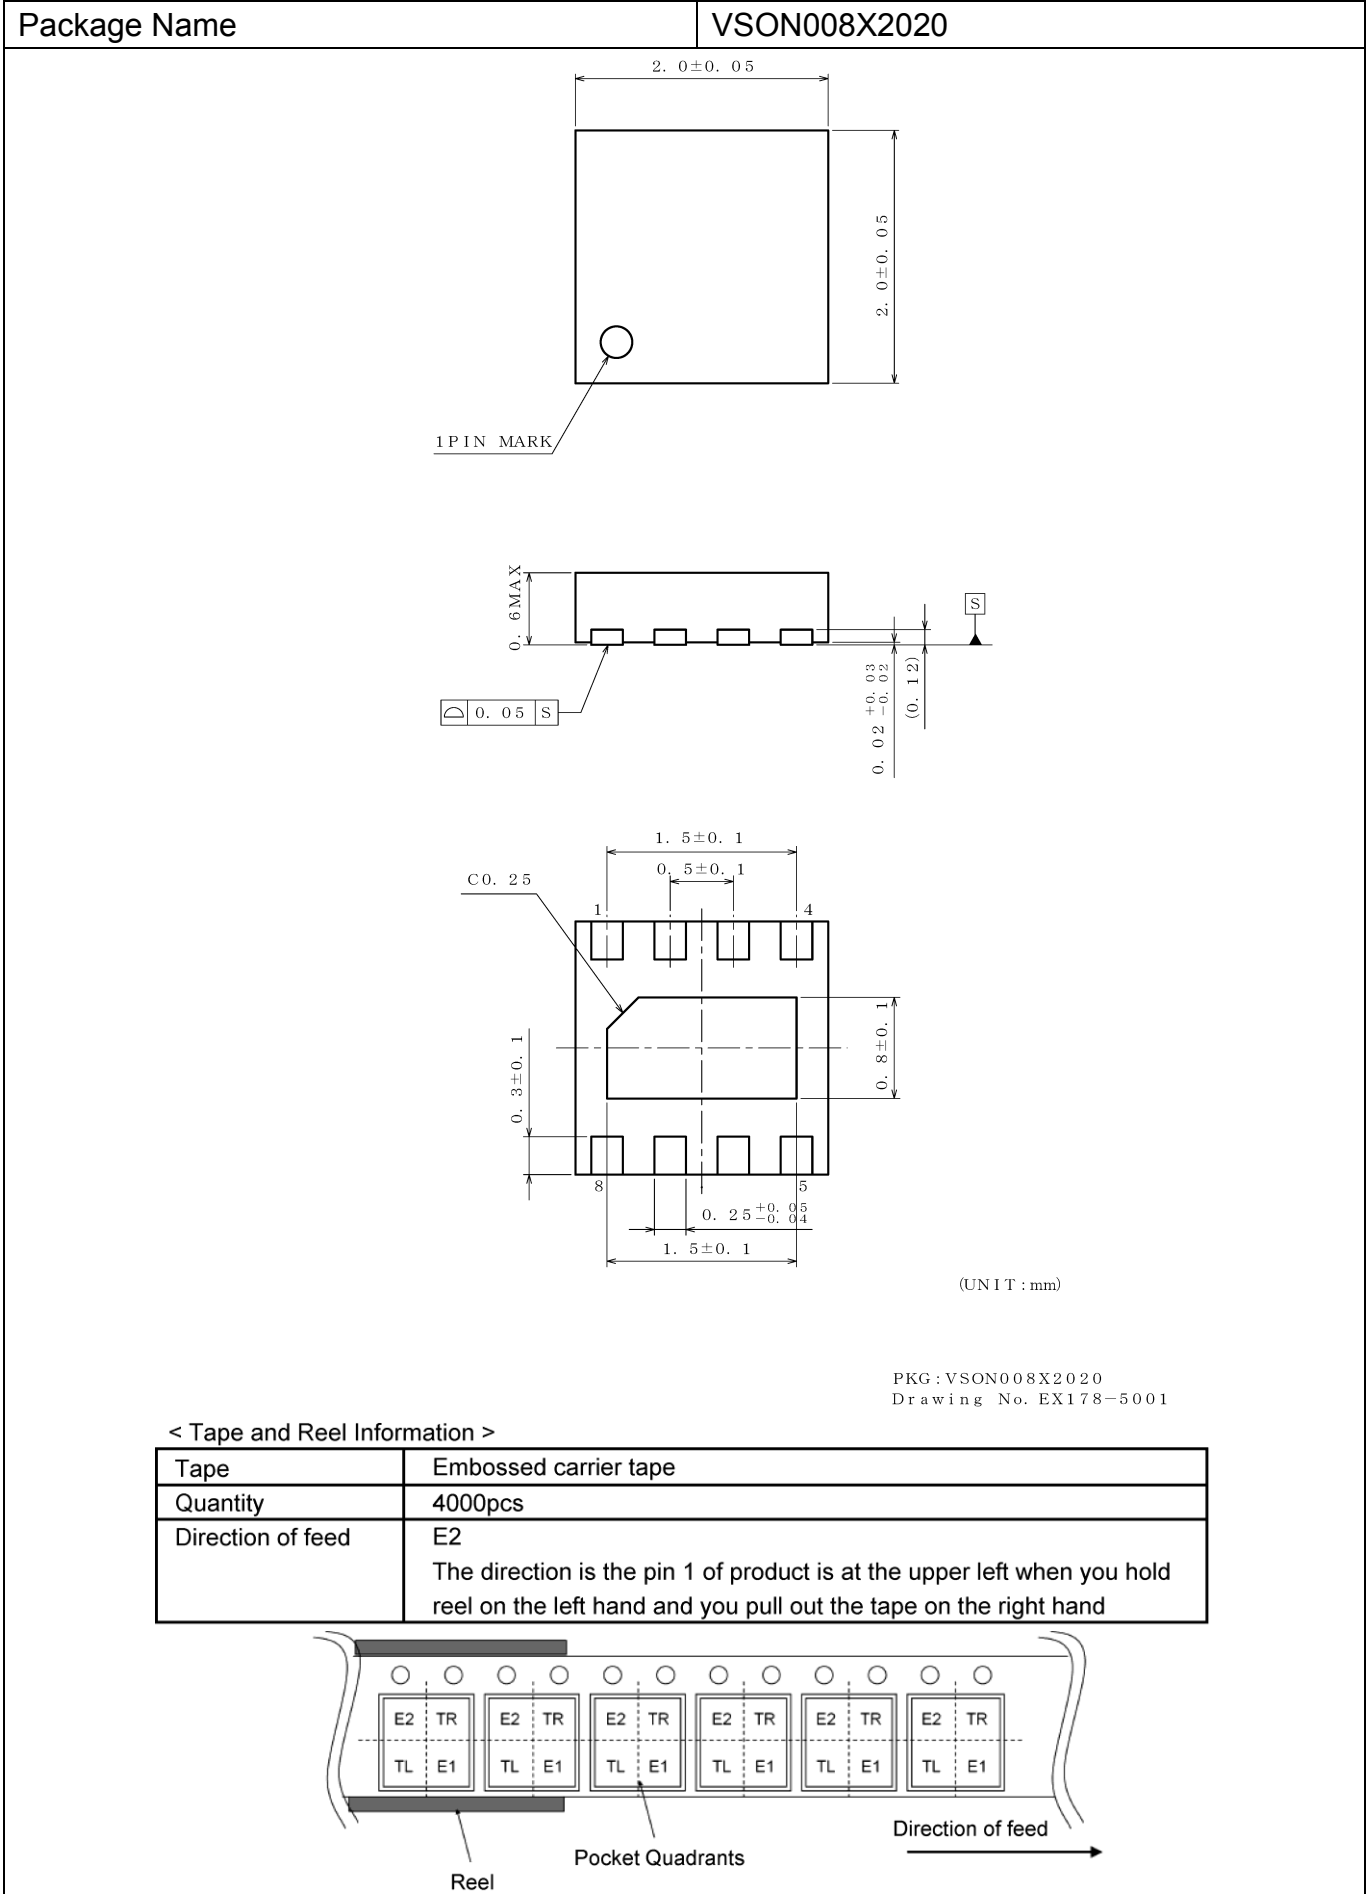 Package Name VSON008X2020
2. 0±0. 05
2. 0±0. 05
1PIN MARK
0. 6MAX
S
⌓ 0. 05 S
0. 02 +0. 03 −0. 02
(0. 12)
1. 5±0. 1
0. 5±0. 1
C0. 25
1 4
0. 3±0. 1
0. 8±0. 1
8 5
0. 25 +0. 05 −0. 04
1. 5±0. 1
(UNIT:mm)
PKG:VSON008X2020
Drawing No. EX178−5001
< Tape and Reel Information >
Tape Embossed carrier tape
Quantity 4000pcs
Direction of feed E2
The direction is the pin 1 of product is at the upper left when you hold
reel on the left hand and you pull out the tape on the right hand
E2 TR E2 TR E2 TR E2 TR E2 TR E2 TR
TL E1 TL E1 TL E1 TL E1 TL E1 TL E1
Direction of feed
Pocket Quadrants
Reel